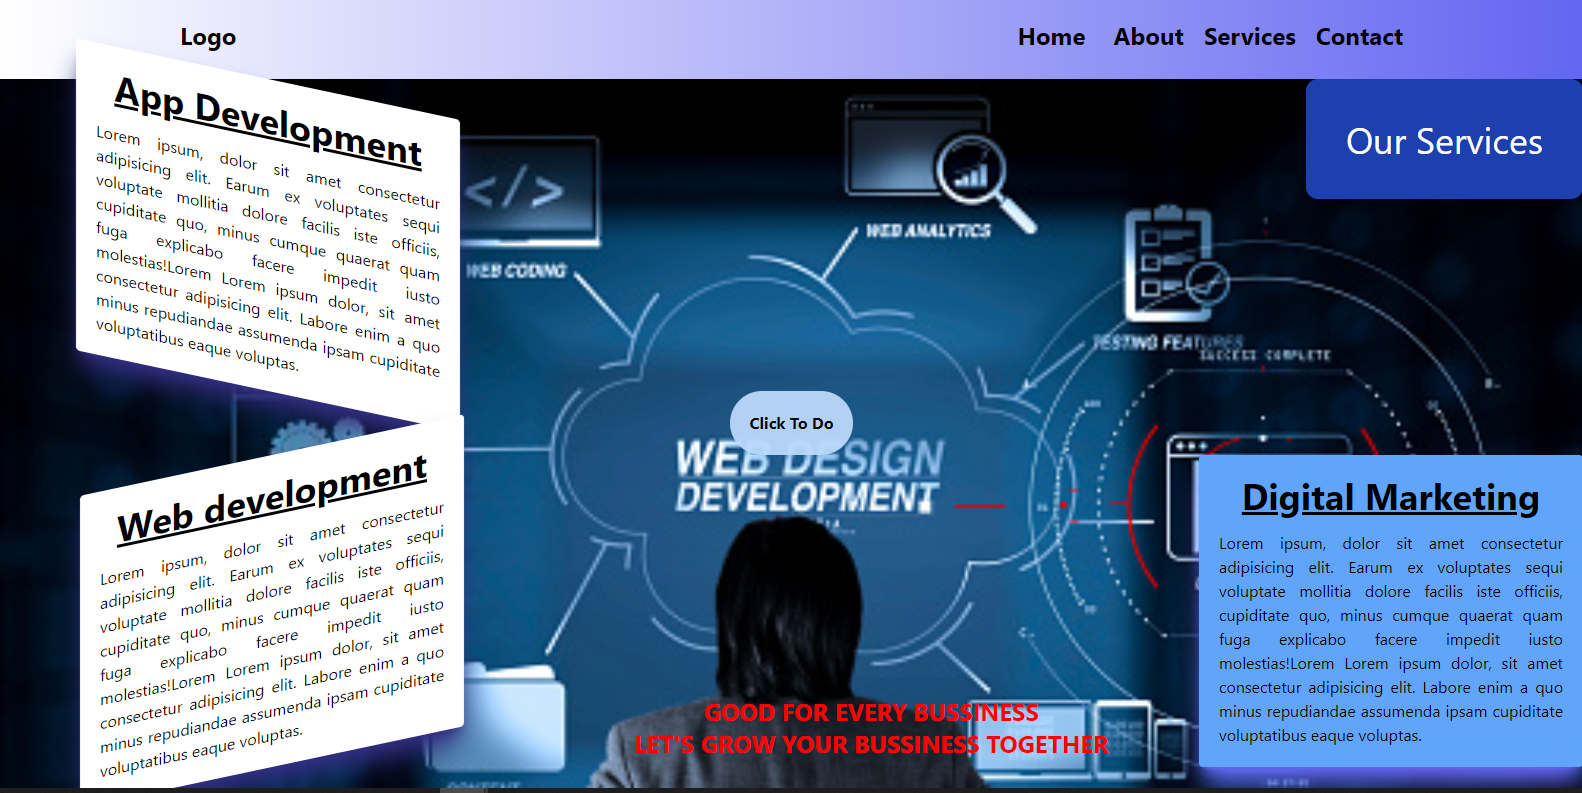 Logo
Home About Services Contact
Our Services
App Development
Lorem ipsum, dolor sit amet consectetur
adipisicing elit. Earum ex voluptates sequi
voluptate mollitia dolore facilis iste officiis,
cupiditate quo, minus cumque quaerat quam
fuga explicabo facere impedit iusto
molestias!Lorem Lorem ipsum dolor, sit amet
consectetur adipisicing elit. Labore enim a quo
minus repudiandae assumenda ipsam cupiditate
voluptatibus eaque voluptas.
</>
WEB CODING
WEB ANALYTICS
TESTING FEATURES
SUCCESS COMPLETE
Click To Do
WEB DESIGN
DEVELOPMENT
Web development
Lorem ipsum, dolor sit amet consectetur
adipisicing elit. Earum ex voluptates sequi
voluptate mollitia dolore facilis iste officiis,
cupiditate quo, minus cumque quaerat quam
fuga explicabo facere impedit iusto
molestias!Lorem Lorem ipsum dolor, sit amet
consectetur adipisicing elit. Labore enim a quo
minus repudiandae assumenda ipsam cupiditate
voluptatibus eaque voluptas.
Digital Marketing
Lorem ipsum, dolor sit amet consectetur
adipisicing elit. Earum ex voluptates sequi
voluptate mollitia dolore facilis iste officiis,
cupiditate quo, minus cumque quaerat quam
fuga explicabo facere impedit iusto
molestias!Lorem Lorem ipsum dolor, sit amet
consectetur adipisicing elit. Labore enim a quo
minus repudiandae assumenda ipsam cupiditate
voluptatibus eaque voluptas.
GOOD FOR EVERY BUSSINESS
LET'S GROW YOUR BUSSINESS TOGETHER
CONTENT